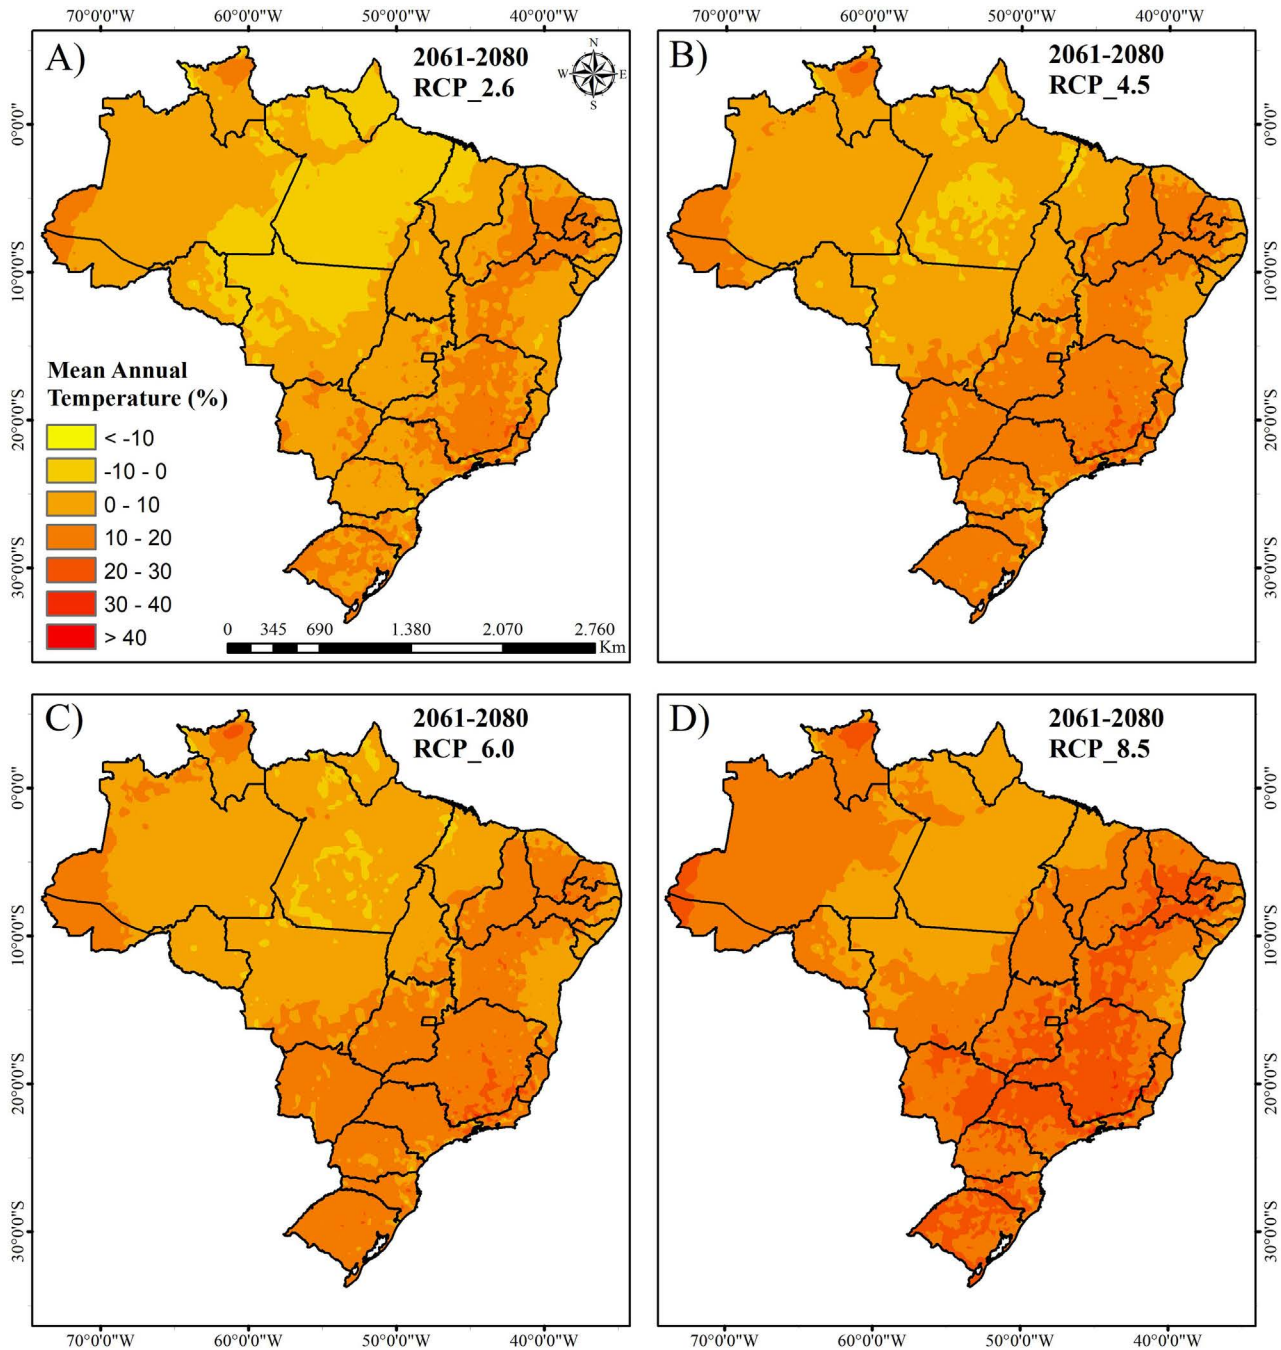 70°0'0"W 60°0'0"W 50°0'0"W 40°0'0"W
70°0'0"W 60°0'0"W 50°0'0"W 40°0'0"W
A)
2061-2080
RCP_2.6
N
W E
S
B)
2061-2080
RCP_4.5
0°0'0"
10°0'0"S
20°0'0"S
30°0'0"S
0°0'0"
10°0'0"S
20°0'0"S
30°0'0"S
Mean Annual
Temperature (%)
< -10
-10 - 0
0 - 10
10 - 20
20 - 30
30 - 40
> 40
0 345 690 1.380 2.070 2.760
Km
C)
2061-2080
RCP_6.0
D)
2061-2080
RCP_8.5
0°0'0"
10°0'0"S
20°0'0"S
30°0'0"S
0°0'0"
10°0'0"S
20°0'0"S
30°0'0"S
70°0'0"W 60°0'0"W 50°0'0"W 40°0'0"W
70°0'0"W 60°0'0"W 50°0'0"W 40°0'0"W